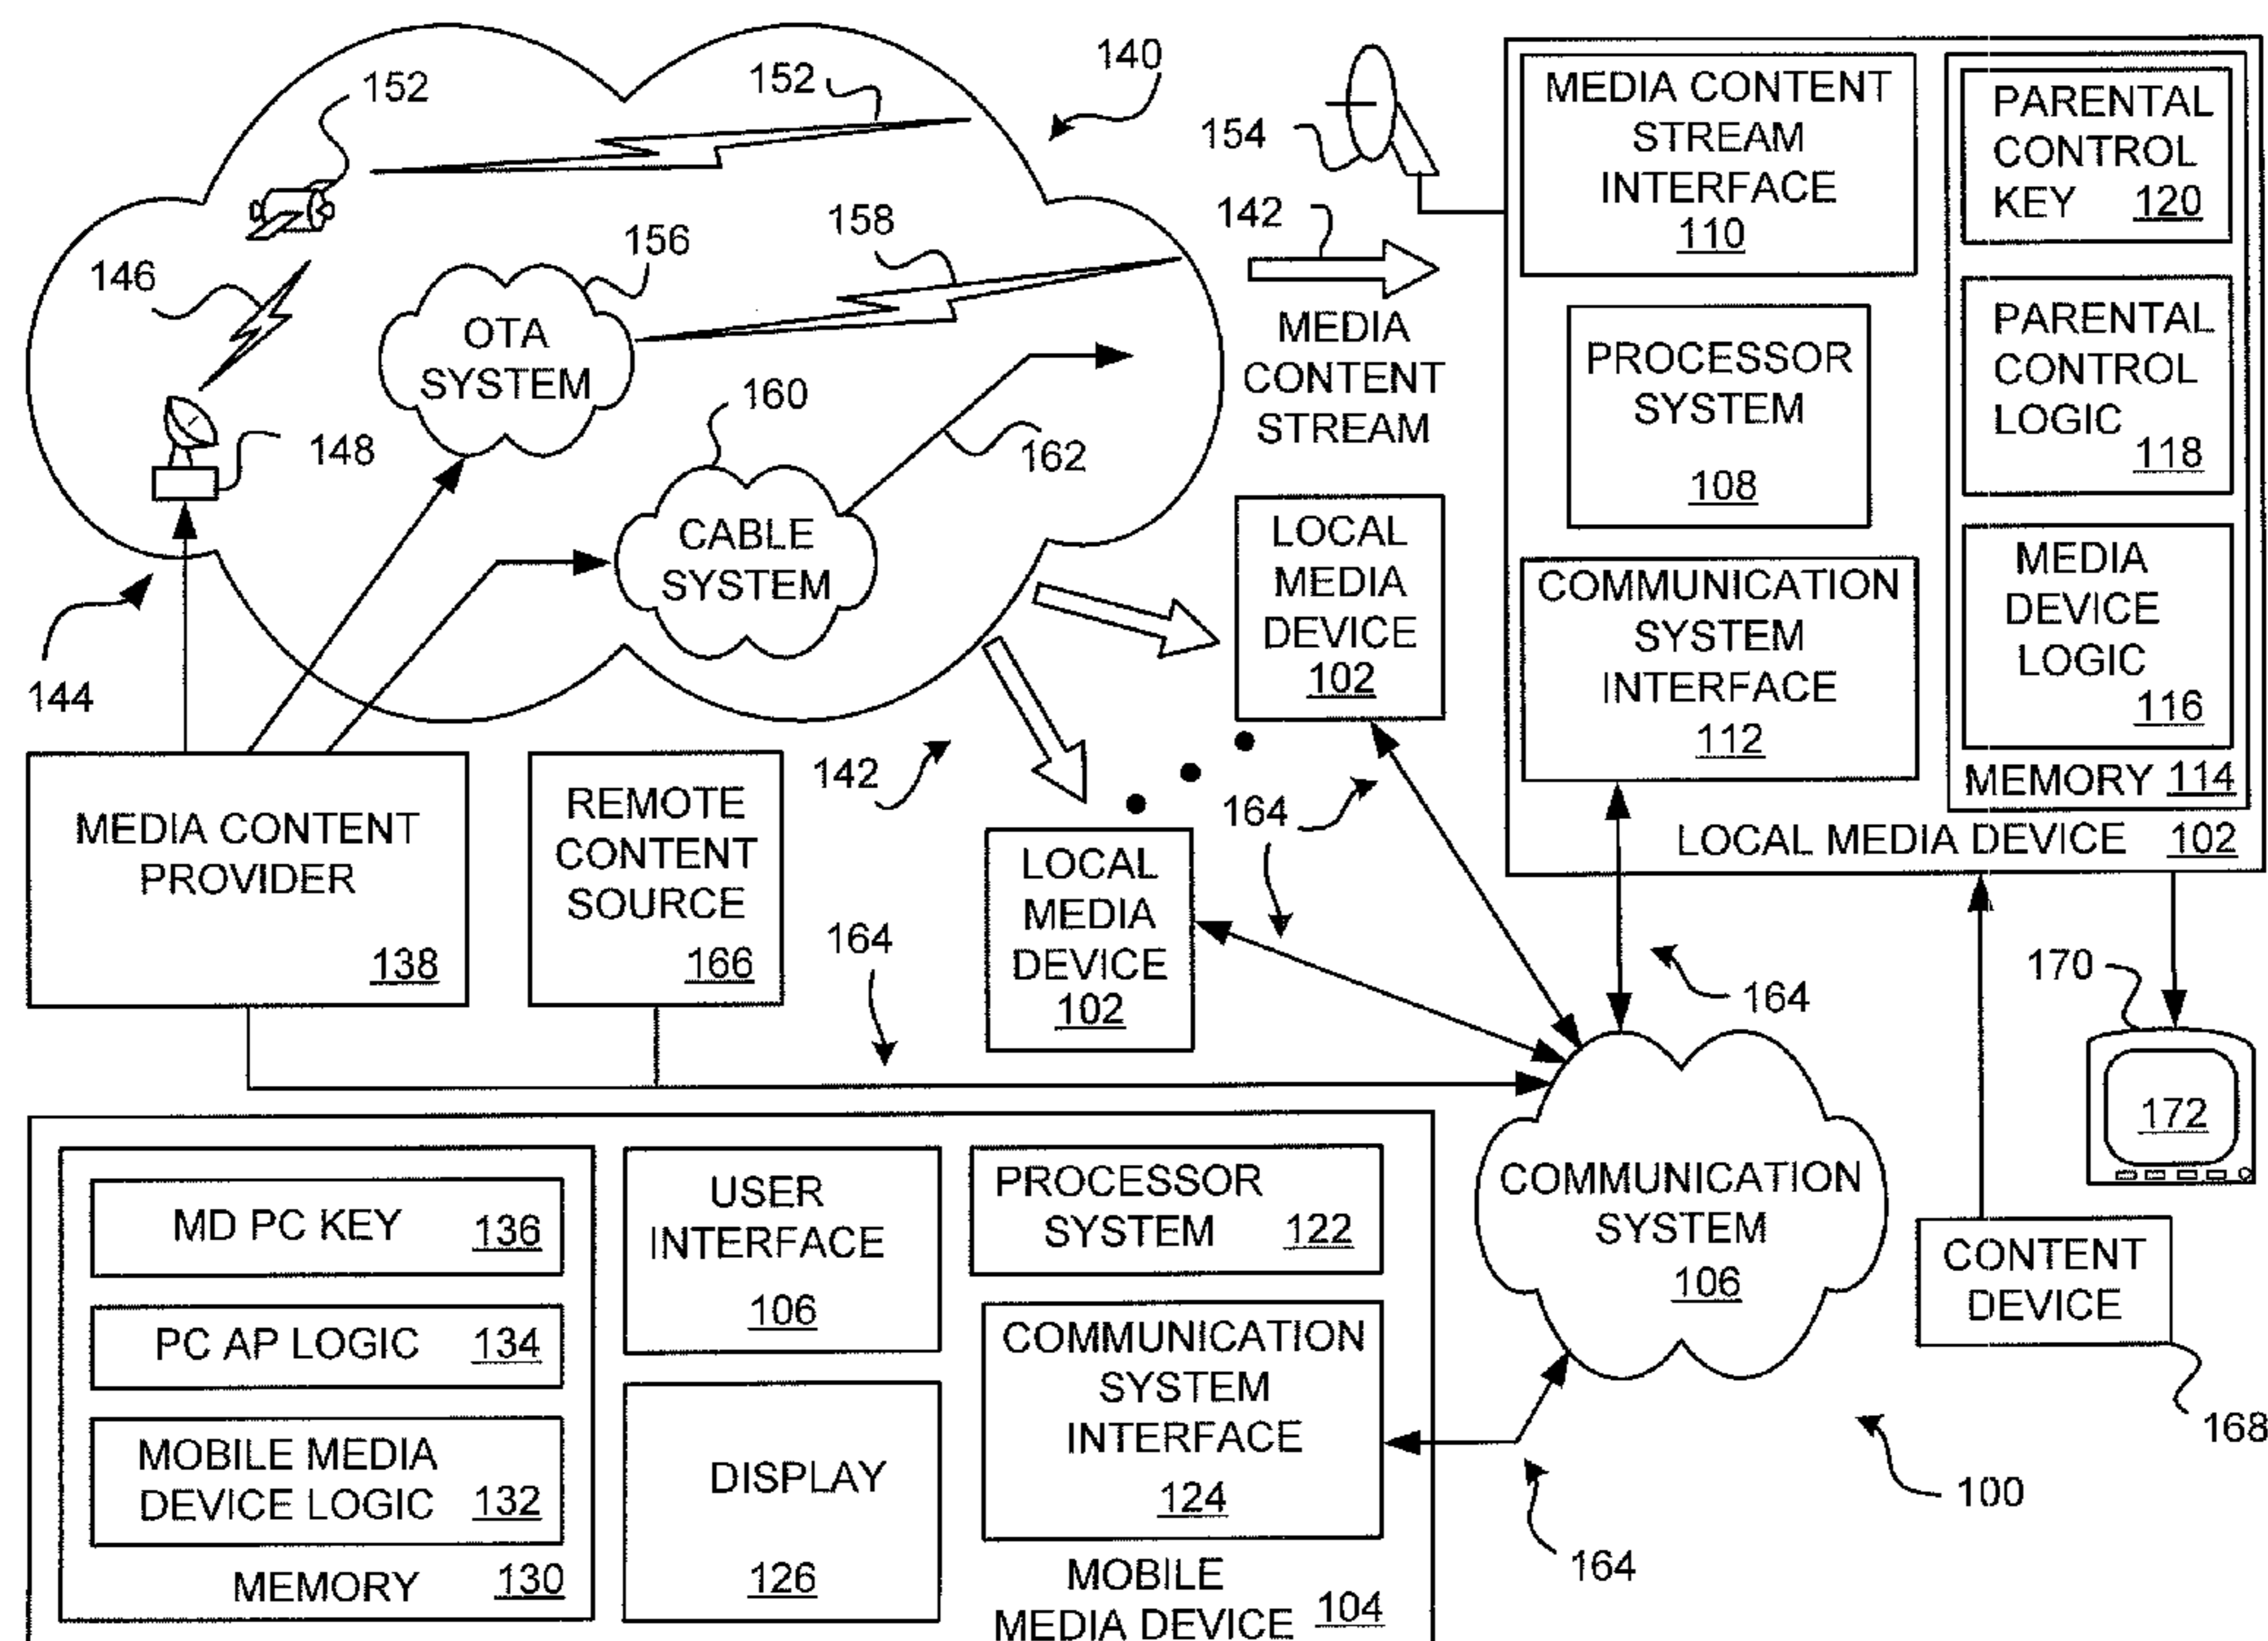 152
152
140
146
156
158
OTA
SYSTEM
148
160
162
CABLE
SYSTEM
144
142
154
142
MEDIA
CONTENT
STREAM
MEDIA CONTENT
STREAM
INTERFACE
110
PROCESSOR
SYSTEM
108
COMMUNICATION
SYSTEM
INTERFACE
112
PARENTAL
CONTROL
KEY 120
PARENTAL
CONTROL
LOGIC
118
MEDIA
DEVICE
LOGIC
116
MEMORY 114
LOCAL MEDIA DEVICE 102
LOCAL
MEDIA
DEVICE
102
LOCAL
MEDIA
DEVICE
102
164
164
164
MEDIA CONTENT
PROVIDER
138
REMOTE
CONTENT
SOURCE
166
170
172
COMMUNICATION
SYSTEM
106
CONTENT
DEVICE
168
100
164
MD PC KEY 136
PC AP LOGIC 134
MOBILE MEDIA
DEVICE LOGIC 132
MEMORY 130
USER
INTERFACE
106
DISPLAY
126
PROCESSOR
SYSTEM 122
COMMUNICATION
SYSTEM
INTERFACE
124
MOBILE
MEDIA DEVICE 104